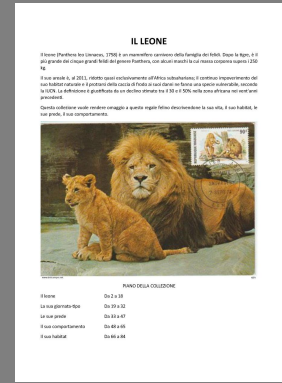 IL LEONE
Il leone (Panthera leo Linnaeus, 1758) è un mammifero carnivoro della famiglia dei felidi. Dopo la tigre, è il
più grande dei cinque grandi felidi del genere Panthera, con alcuni maschi la cui massa corporea supera i 250
kg.
Il suo areale è, al 2011, ridotto quasi esclusivamente all'Africa subsahariana; il continuo impoverimento del
suo habitat naturale e il protrarsi della caccia di frodo ai suoi danni ne fanno una specie vulnerabile, secondo
la IUCN. La definizione è giustificata da un declino stimato tra il 30 e il 50% nella zona africana nei vent'anni
precedenti.
Questa collezione vuole rendere omaggio a questo regale felino descrivendone la sua vita, il suo habitat, le
sue prede, il suo comportamento.
PIANO DELLA COLLEZIONE
Il leone Da 2 a 18
La sua giornata-tipo Da 19 a 32
Le sue prede Da 33 a 47
Il suo comportamento Da 48 a 65
Il suo habitat Da 66 a 84